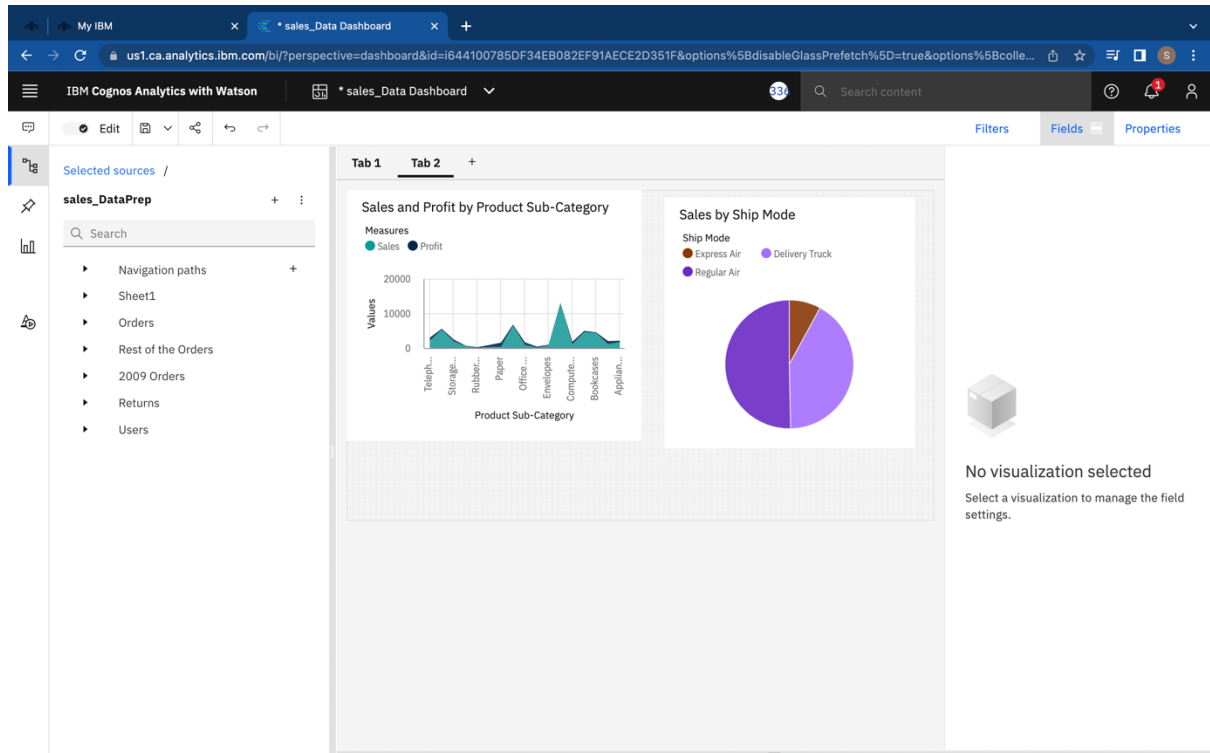 My IBM
* sales_Data Dashboard
us1.ca.analytics.ibm.com/bi/?perspective=dashboard&id=i644100785DF34EB082EF91AECE2D351F&options%5BdisableGlassPrefetch%5D=true&options%5Bcolle...
S
IBM Cognos Analytics with Watson
* sales_Data Dashboard
336
Search content
1
Edit
Filters
Fields
Properties
Selected sources /
sales_DataPrep
Search
Navigation paths
Sheet1
Orders
Rest of the Orders
2009 Orders
Returns
Users
Tab 1
Tab 2
Sales and Profit by Product Sub-Category
Measures
Sales
Profit
20000
10000
0
Values
Teleph...
Storage...
Rubber...
Paper
Office ...
Envelopes
Compute...
Bookcases
Applian...
Product Sub-Category
Sales by Ship Mode
Ship Mode
Express Air
Delivery Truck
Regular Air
No visualization selected
Select a visualization to manage the field
settings.